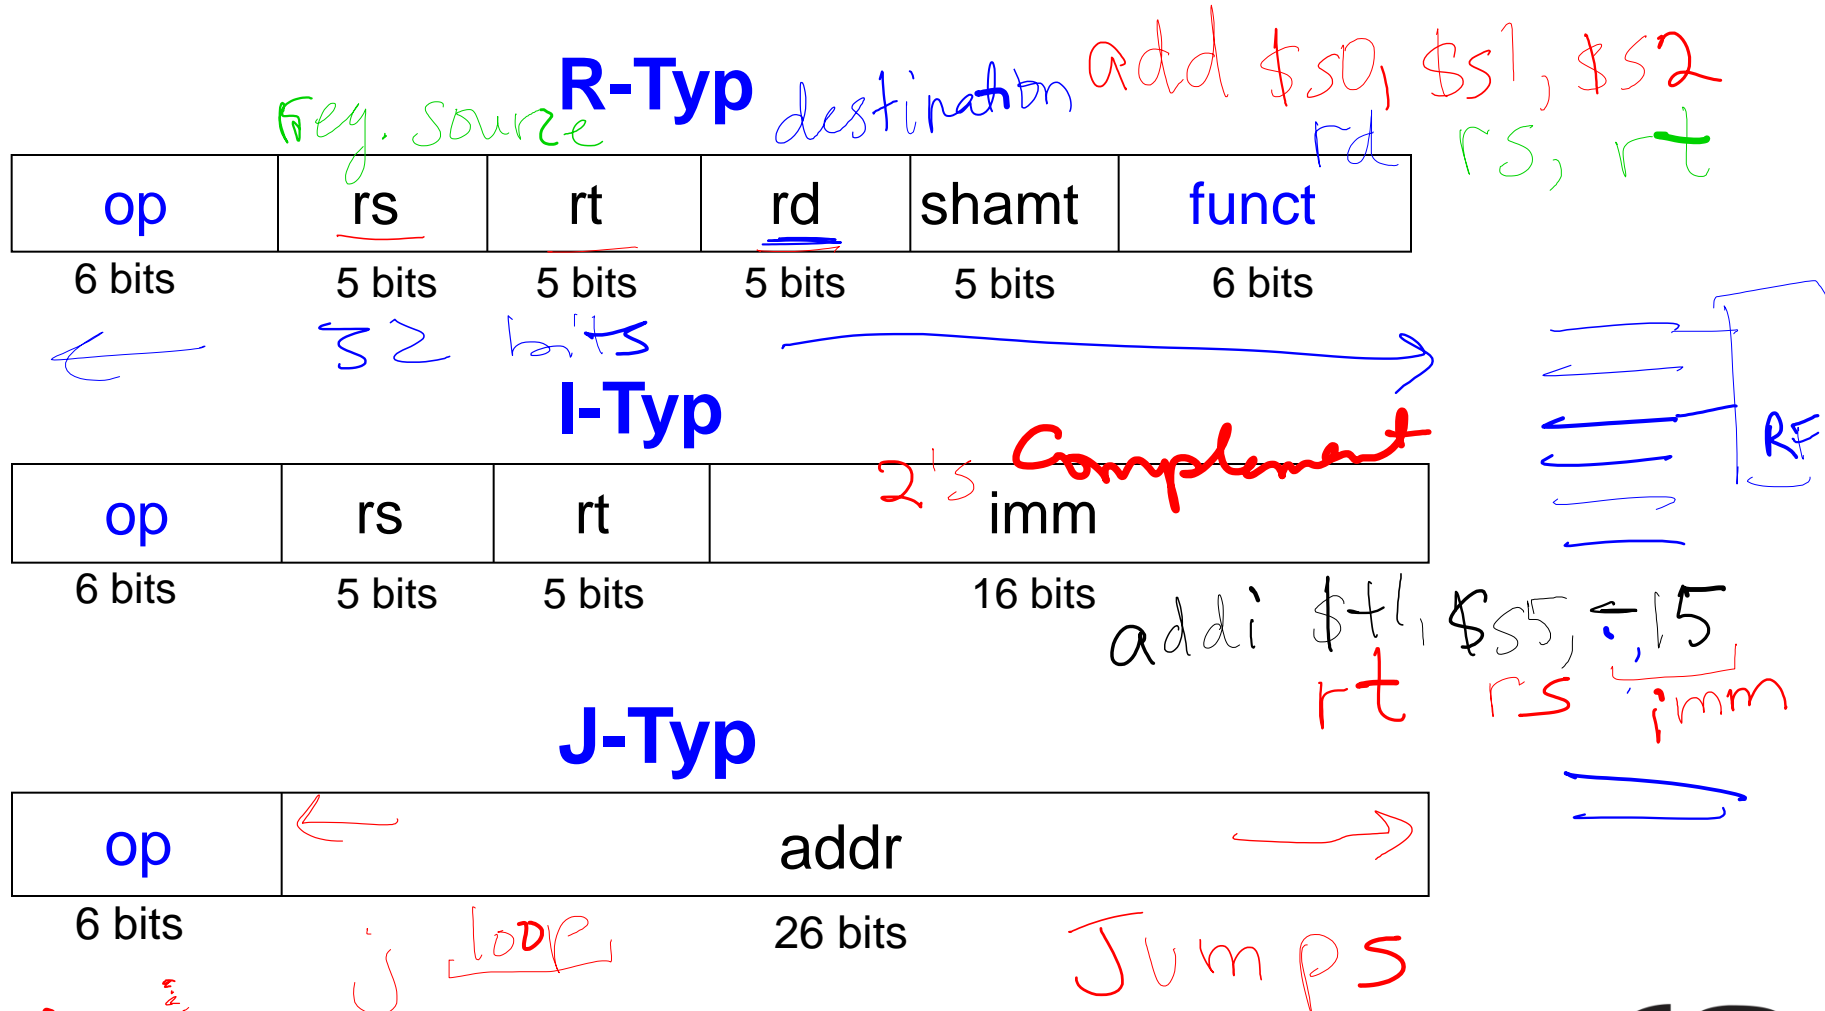 R-Typ
add $s0, $s1, $s2
reg. source
destination
rd rs, rt
op rs rt rd shamt funct
6 bits 5 bits 5 bits 5 bits 5 bits 6 bits
32 bits
I-Typ
RF
2's Complement
op rs rt imm
6 bits 5 bits 5 bits 16 bits
addi $t1, $s5, -15
rt rs imm
J-Typ
op addr
6 bits 26 bits
j loop
Jumps